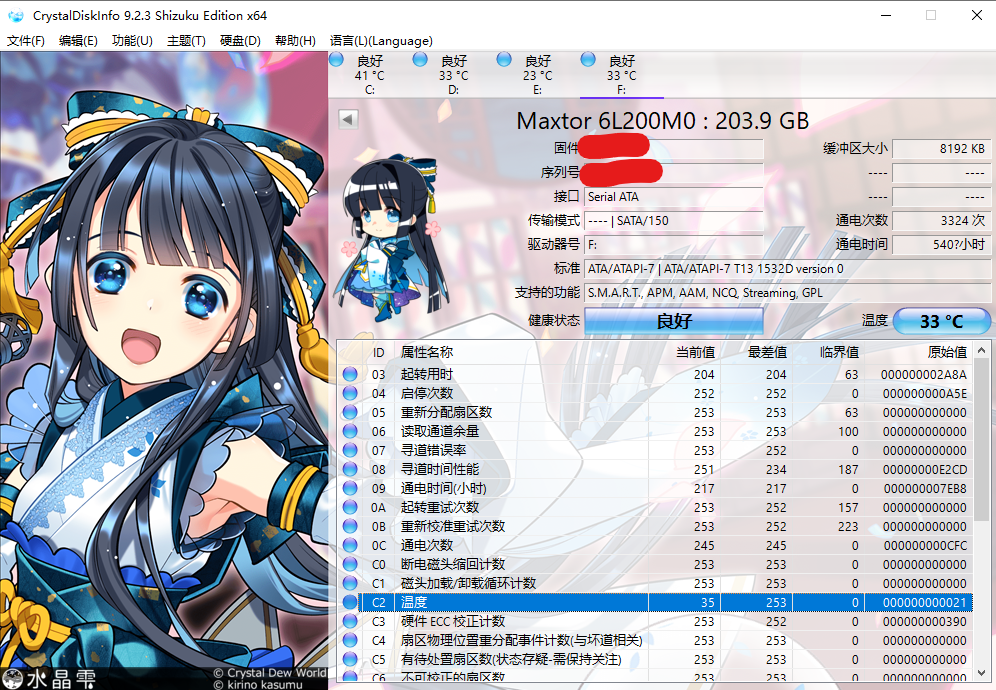 CrystalDiskInfo 9.2.3 Shizuku Edition x64
文件(F) 编辑(E) 功能(U) 主题(T) 硬盘(D) 帮助(H) 语言(L)(Language)
良好 良好 良好 良好
41 °C 33 °C 23 °C 33 °C
C: D: E: F:
Maxtor 6L200M0 : 203.9 GB
固件 缓冲区大小 8192 KB
序列号 ---- ----
接口 Serial ATA ---- ----
传输模式 ---- | SATA/150 通电次数 3324 次
驱动器号 F: 通电时间 540?小时
标准 ATA/ATAPI-7 | ATA/ATAPI-7 T13 1532D version 0
支持的功能 S.M.A.R.T., APM, AAM, NCQ, Streaming, GPL
健康状态 良好 温度 33 °C
ID 属性名称 当前值 最差值 临界值 原始值
03 起转用时 204 204 63 000000002A8A
04 启停次数 252 252 0 000000000A5E
05 重新分配扇区数 253 253 63 000000000000
06 读取通道余量 253 253 100 000000000000
07 寻道错误率 253 252 0 000000000000
08 寻道时间性能 251 234 187 00000000E2CD
09 通电时间(小时) 217 217 0 000000007EB8
0A 起转重试次数 253 252 157 000000000000
0B 重新校准重试次数 253 252 223 000000000000
0C 通电次数 245 245 0 000000000CFC
C0 断电磁头缩回计数 253 253 0 000000000000
C1 磁头加载/卸载循环计数 253 253 0 000000000000
C2 温度 35 253 0 000000000021
C3 硬件 ECC 校正计数 253 252 0 000000000390
C4 扇区物理位置重分配事件计数(与坏道相关) 253 253 0 000000000000
C5 有待处置扇区数(状态存疑-需保持关注) 253 253 0 000000000000
C6 不可校正的扇区数 253 253 0 000000000000
水晶雫
© Crystal Dew World
© kirino kasumu